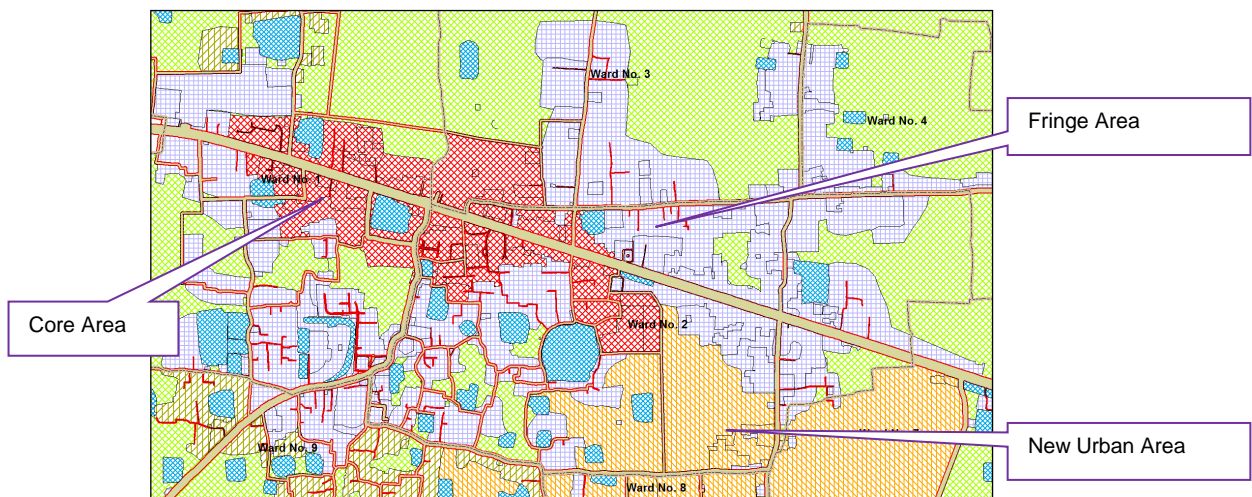 Ward No. 3
Ward No. 4
Fringe Area
Ward No. 1
Core Area
Ward No. 2
New Urban Area
Ward No. 9
Ward No. 8